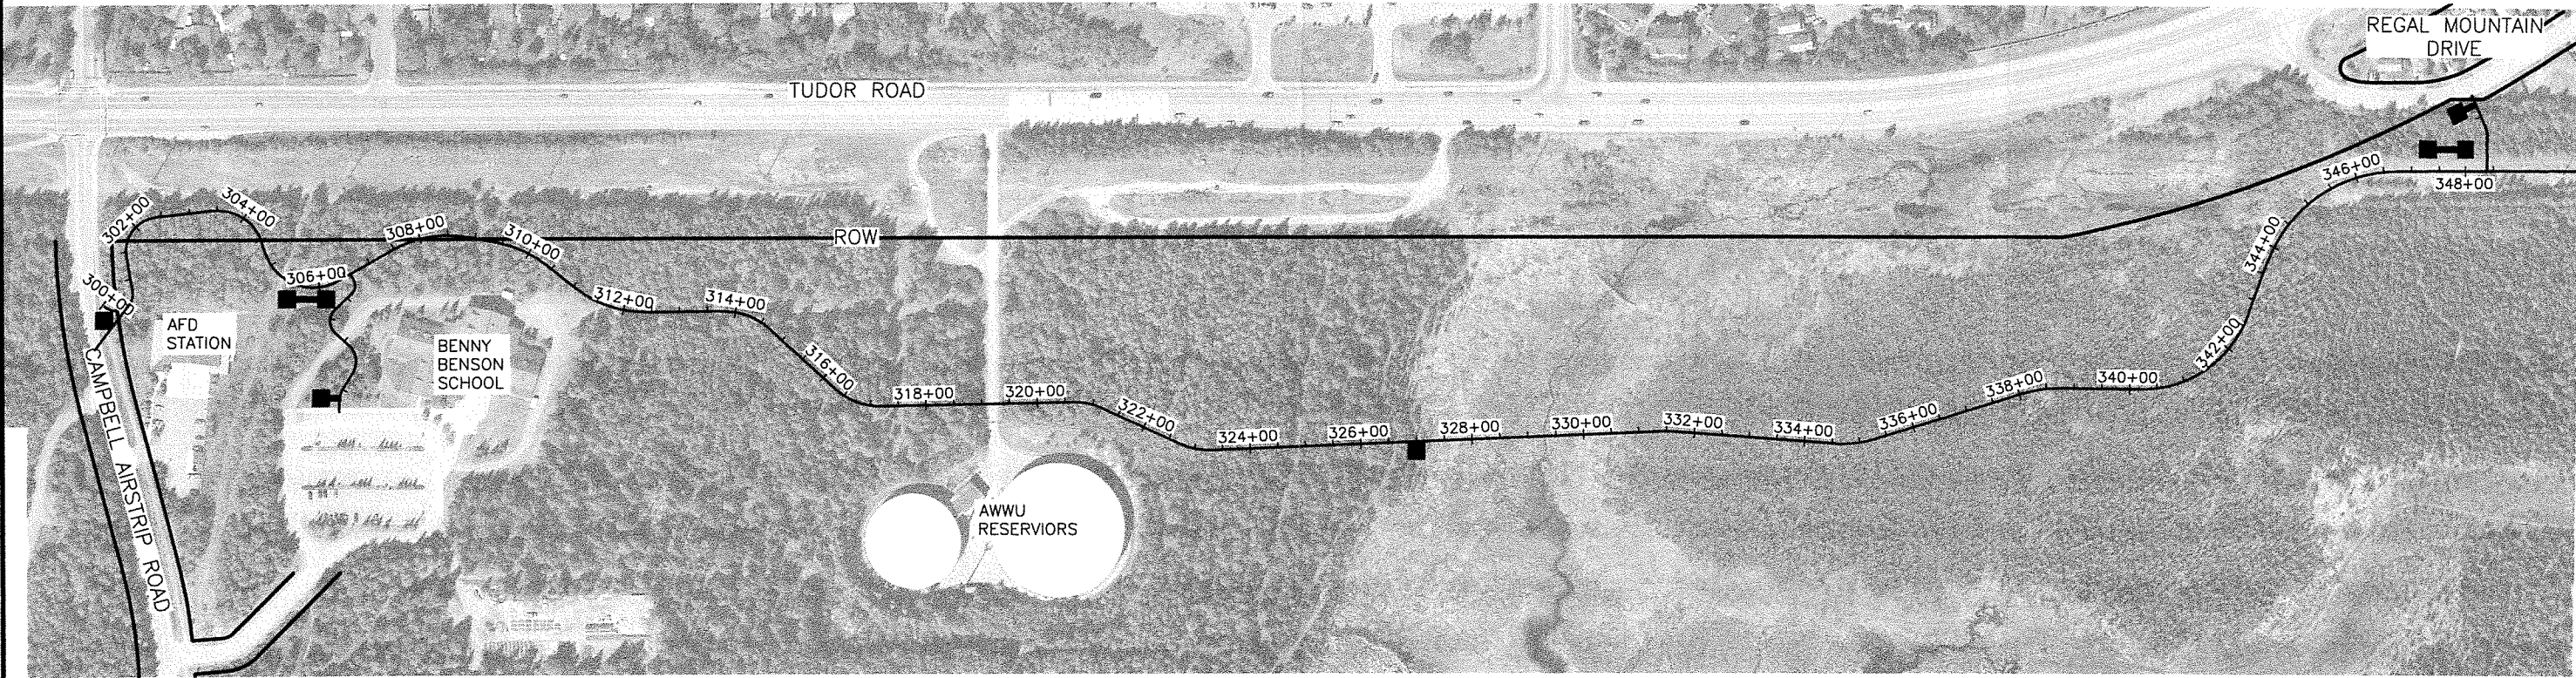 REGAL MOUNTAIN
DRIVE
TUDOR ROAD
302+00
304+00
308+00
310+00
ROW
346+00
348+00
344+00
306+00
300+00
312+00
314+00
AFD
STATION
BENNY
BENSON
SCHOOL
316+00
318+00
320+00
322+00
324+00
326+00
328+00
330+00
332+00
334+00
336+00
338+00
340+00
342+00
CAMPBELL AIRSTRIP ROAD
AWWU
RESERVIORS